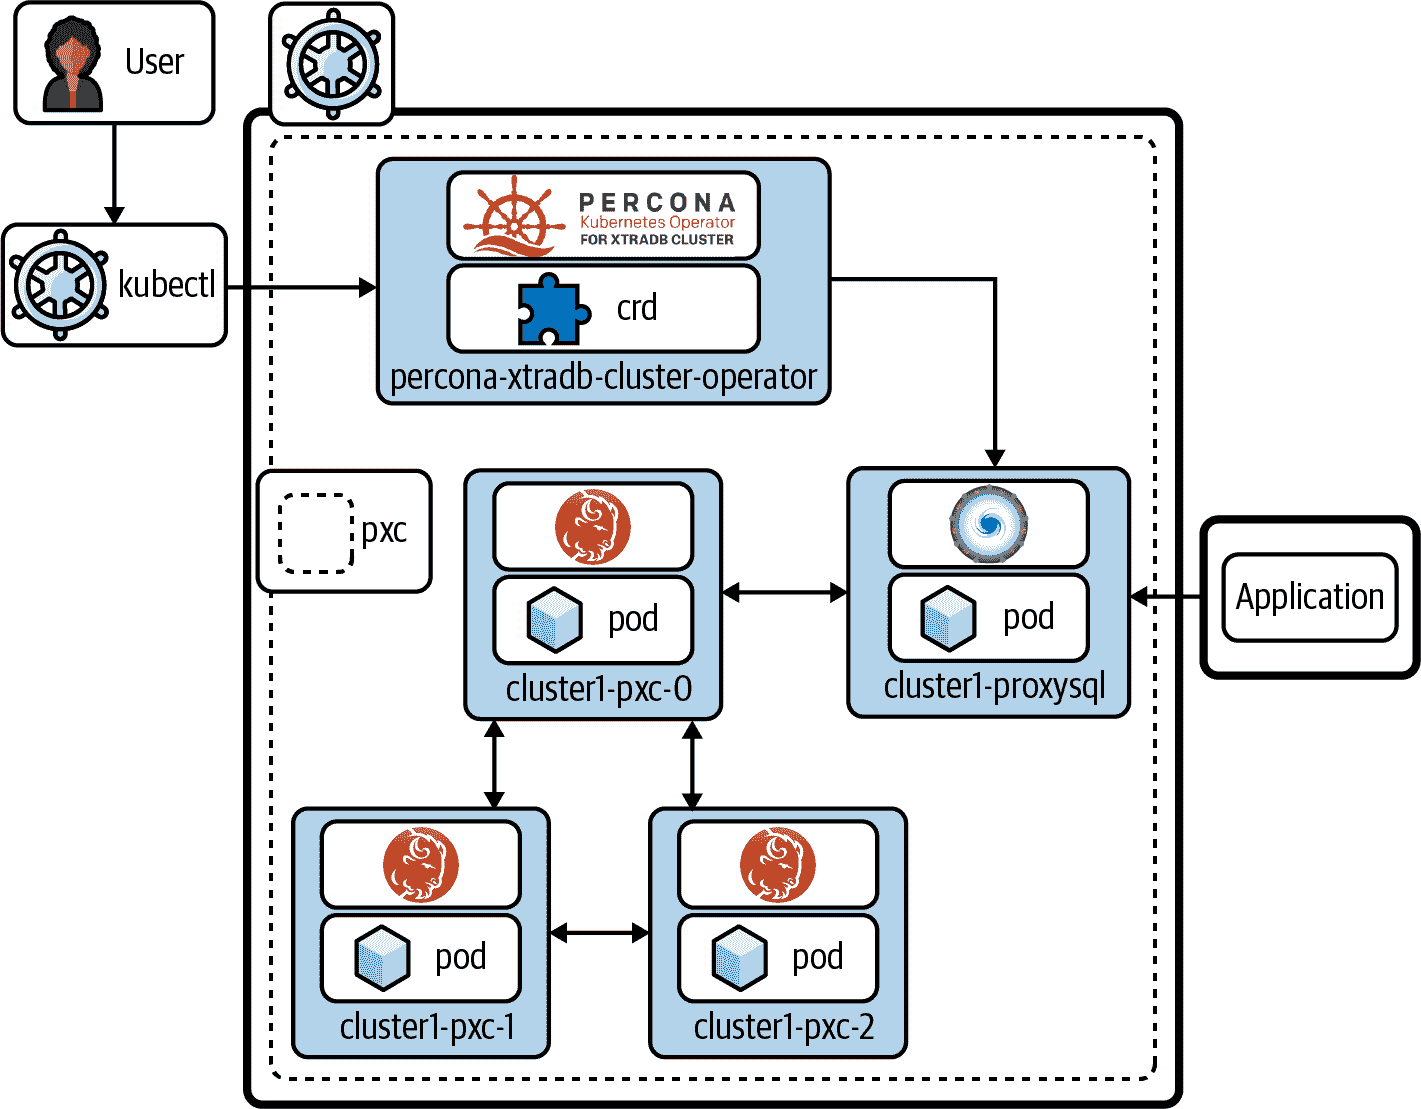 User
kubectl
PERCONA
Kubernetes Operator
FOR XTRADB CLUSTER
crd
percona-xtradb-cluster-operator
pxc
pod
cluster1-pxc-0
pod
cluster1-proxysql
Application
pod
cluster1-pxc-1
pod
cluster1-pxc-2